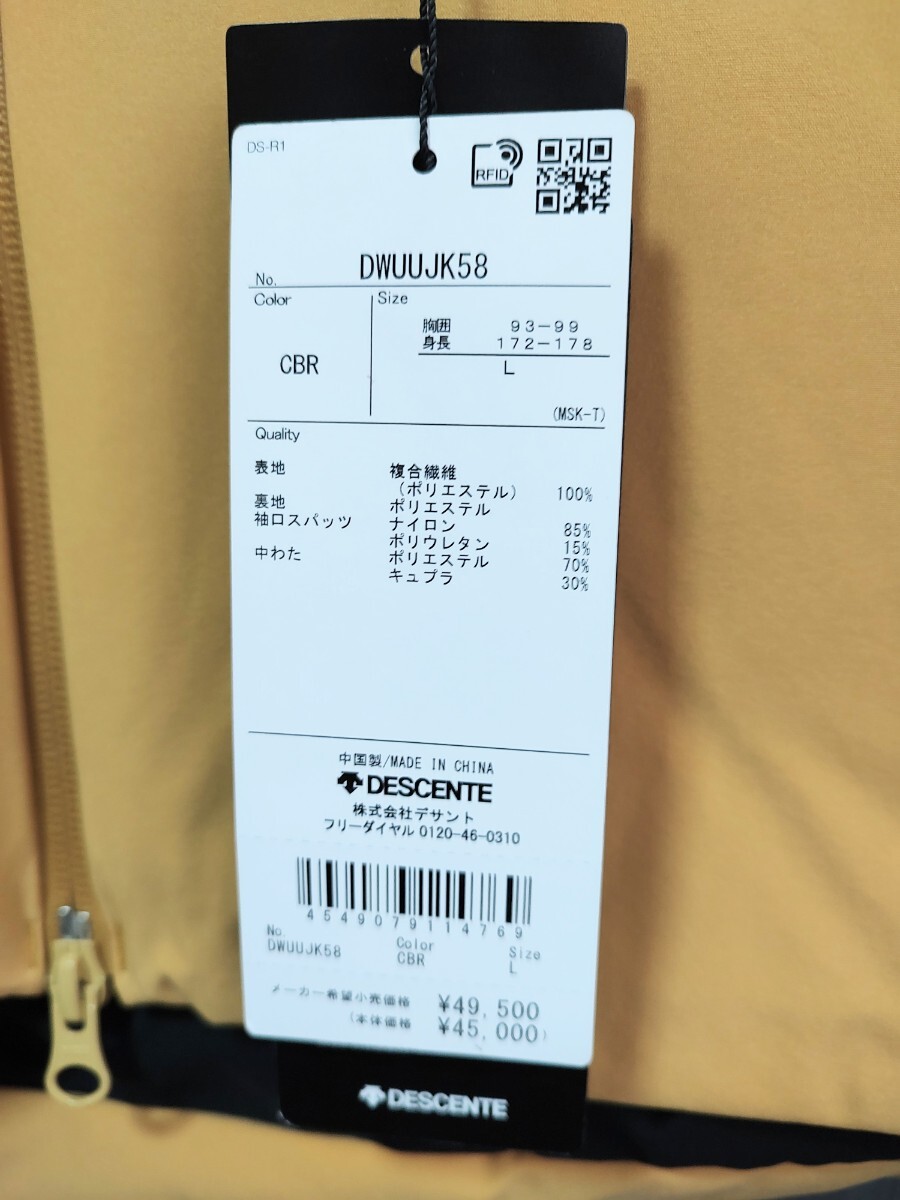 DS-R1
RFID
No. DWUUJK58
Color Size
胸囲 93-99
身長 172-178
CBR L
(MSK-T)
Quality
表地 複合繊維
(ポリエステル) 100%
裏地 ポリエステル
袖口スパッツ ナイロン 85%
ポリウレタン 15%
中わた ポリエステル 70%
キュプラ 30%
中国製/MADE IN CHINA
DESCENTE
株式会社デサント
フリーダイヤル 0120-46-0310
4549079114769
No. Color Size
DWUUJK58 CBR L
メーカー希望小売価格 ¥49,500
(本体価格 ¥45,000)
DESCENTE